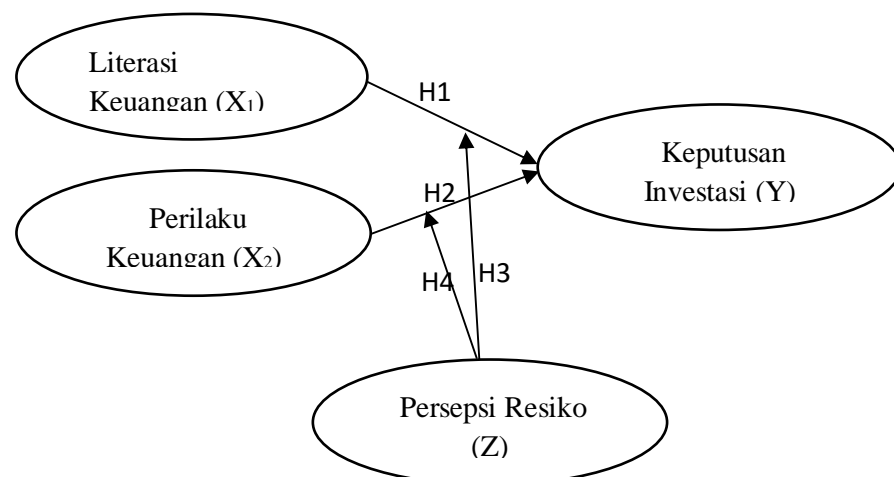 Literasi
Keuangan (X₁)
H1
Keputusan
Investasi (Y)
Perilaku
Keuangan (X₂)
H2
H4
H3
Persepsi Resiko
(Z)